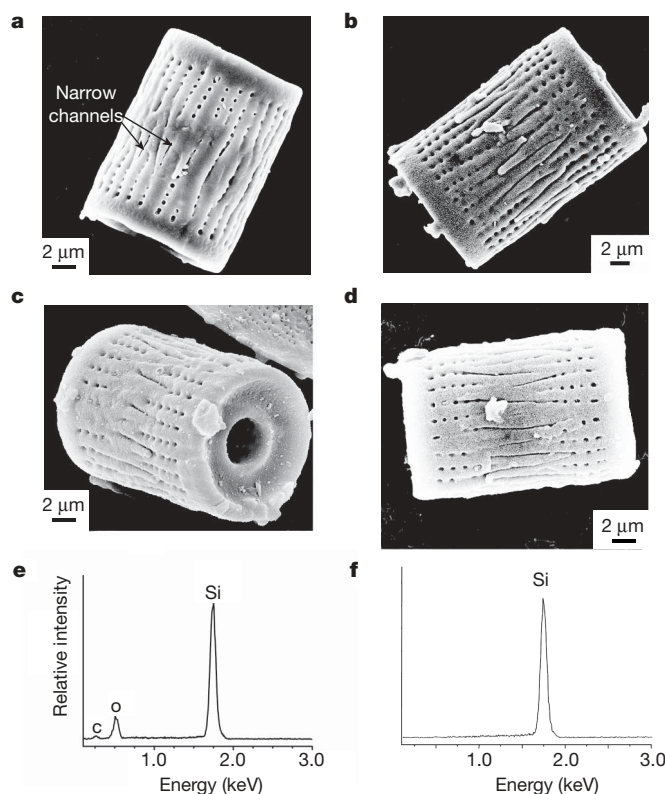 a
b
Narrow
channels
2 μm
2 μm
c
d
2 μm
2 μm
e
f
Relative intensity
C
O
Si
1.0
2.0
3.0
Energy (keV)
Si
1.0
2.0
3.0
Energy (keV)